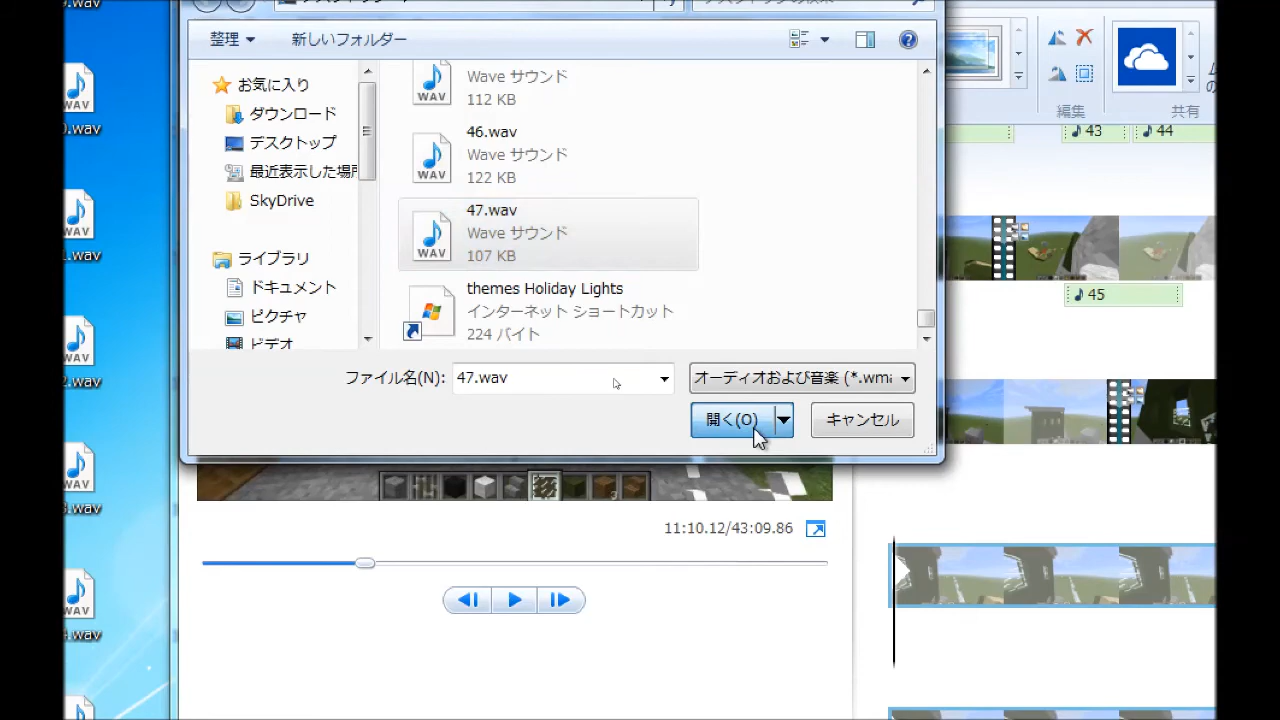 整理
新しいフォルダー
お気に入り
ダウンロード
デスクトップ
最近表示した場所
SkyDrive
ライブラリ
ドキュメント
ピクチャ
ビデオ
Wave サウンド
112 KB
46.wav
Wave サウンド
122 KB
47.wav
Wave サウンド
107 KB
themes Holiday Lights
インターネット ショートカット
224 バイト
WAV
WAV
WAV
ファイル名(N):
47.wav
オーディオおよび音楽 (*.wma
開く(O)
キャンセル
編集
共有
43
44
45
11:10.12/43:09.86